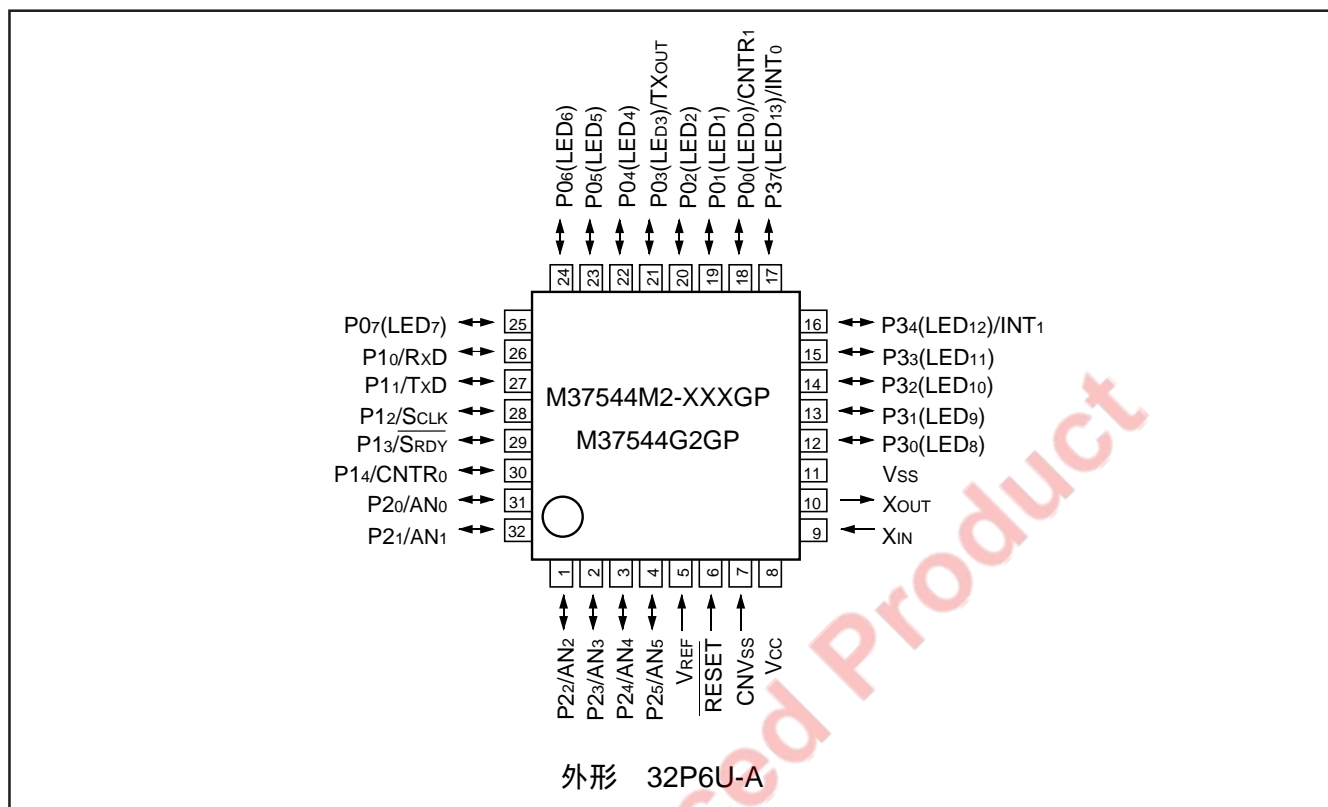 P06(LED6)
P05(LED5)
P04(LED4)
P03(LED3)/TXOUT
P02(LED2)
P01(LED1)
P00(LED0)/CNTR1
P37(LED13)/INT0
24
23
22
21
20
19
18
17
P07(LED7)
25
P10/RxD
26
P11/TxD
27
P12/SCLK
28
P13/S̅R̅D̅Y̅
29
P14/CNTR0
30
P20/AN0
31
P21/AN1
32
M37544M2-XXXGP
M37544G2GP
16
P34(LED12)/INT1
15
P33(LED11)
14
P32(LED10)
13
P31(LED9)
12
P30(LED8)
11
VSS
10
XOUT
9
XIN
1
2
3
4
5
6
7
8
P22/AN2
P23/AN3
P24/AN4
P25/AN5
VREF
R̅E̅S̅E̅T̅
CNVSS
VCC
外形 32P6U-A
ced Product